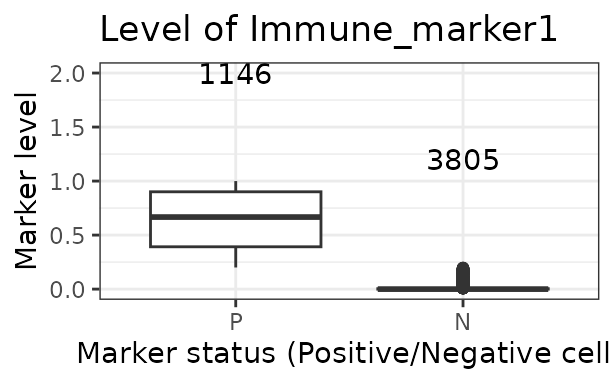 Level of Immune_marker1
2.0
1146
1.5
3805
1.0
0.5
0.0
Marker level
P N
Marker status (Positive/Negative cell